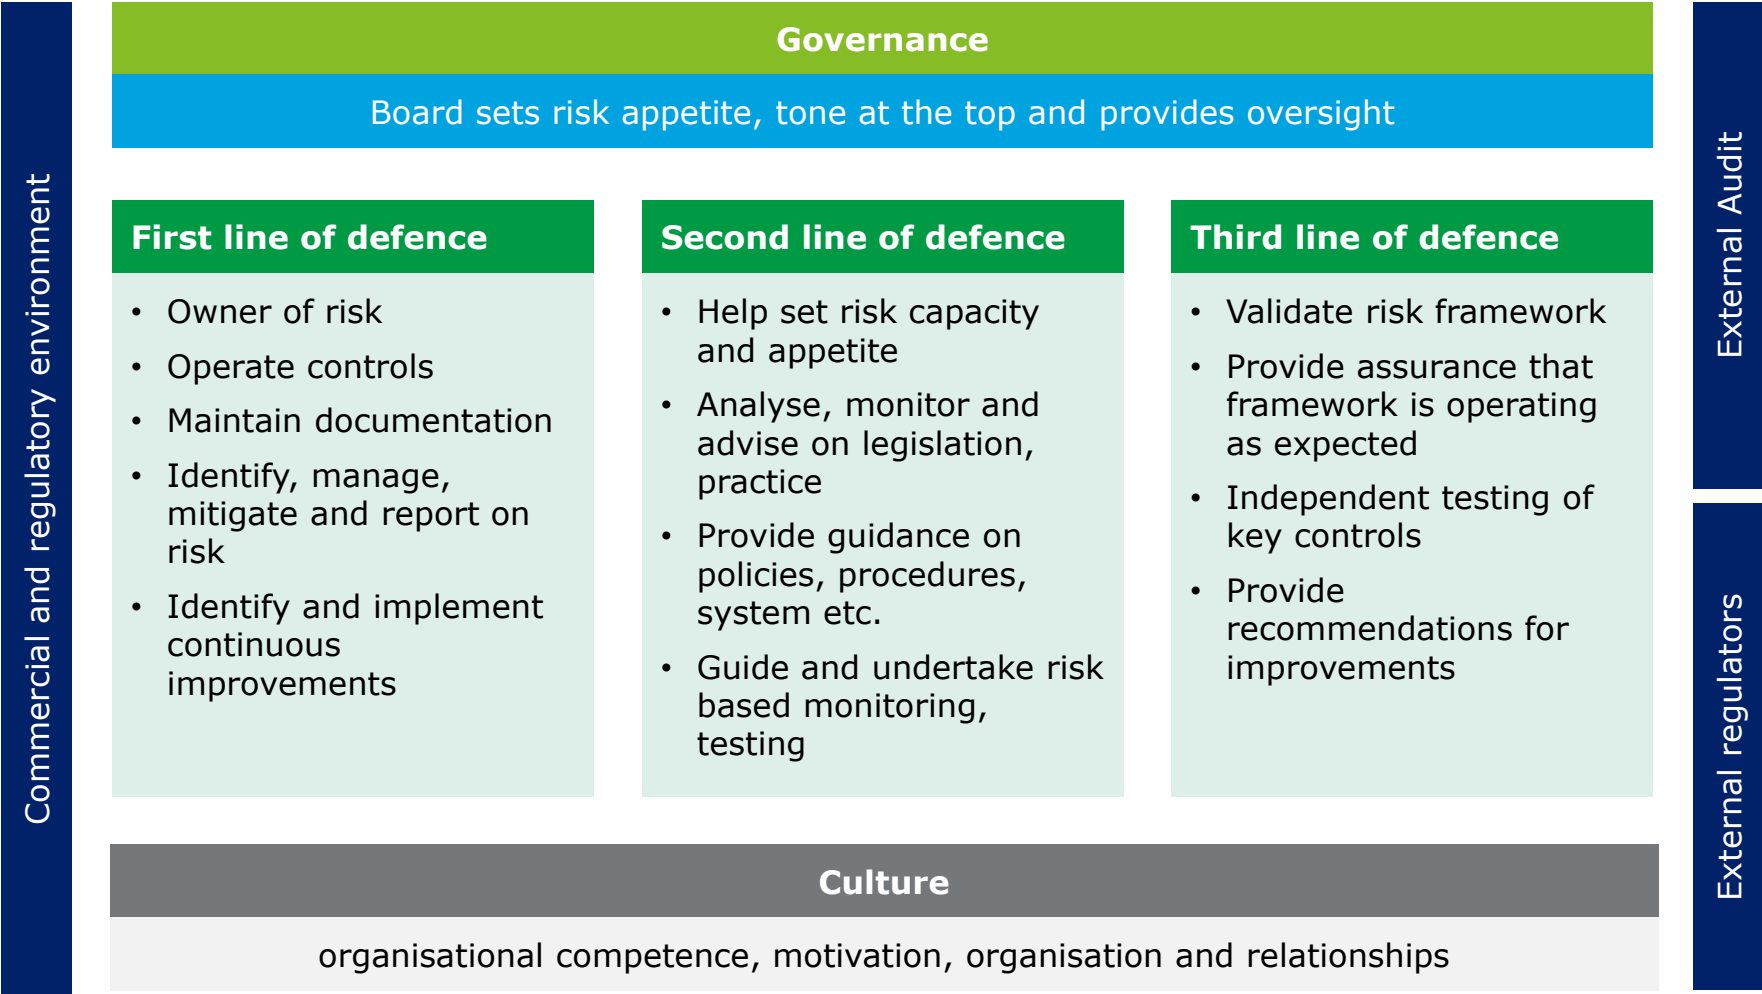 Commercial and regulatory environment
Governance
Board sets risk appetite, tone at the top and provides oversight
First line of defence
• Owner of risk
• Operate controls
• Maintain documentation
• Identify, manage,
mitigate and report on
risk
• Identify and implement
continuous
improvements
Second line of defence
• Help set risk capacity
and appetite
• Analyse, monitor and
advise on legislation,
practice
• Provide guidance on
policies, procedures,
system etc.
• Guide and undertake risk
based monitoring,
testing
Third line of defence
• Validate risk framework
• Provide assurance that
framework is operating
as expected
• Independent testing of
key controls
• Provide
recommendations for
improvements
Culture
organisational competence, motivation, organisation and relationships
External Audit
External regulators